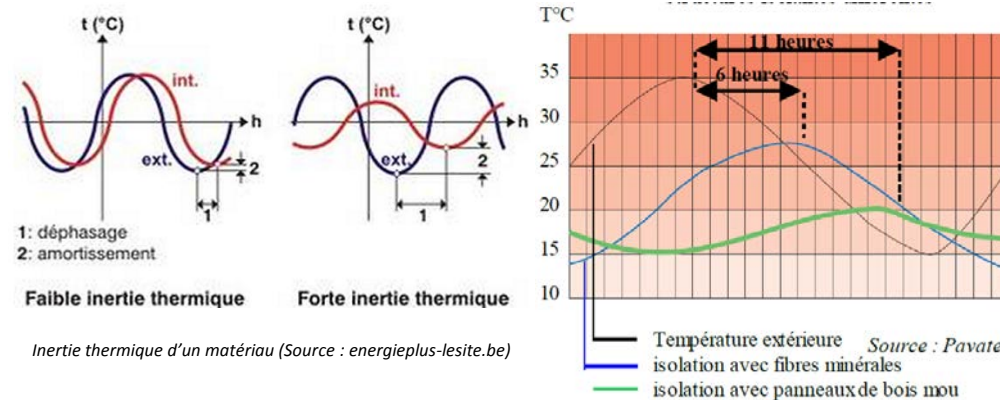 t (°C)
int.
h
ext.
2
1
t (°C)
h
ext.
2
1
1: déphasage
2: amortissement
Faible inertie thermique
Forte inertie thermique
Inertie thermique d'un matériau (Source : energieplus-lesite.be)
T°C
11 heures
6 heures
35
30
25
20
15
10
Température extérieure
Source : Pavate
isolation avec fibres minérales
isolation avec panneaux de bois mou